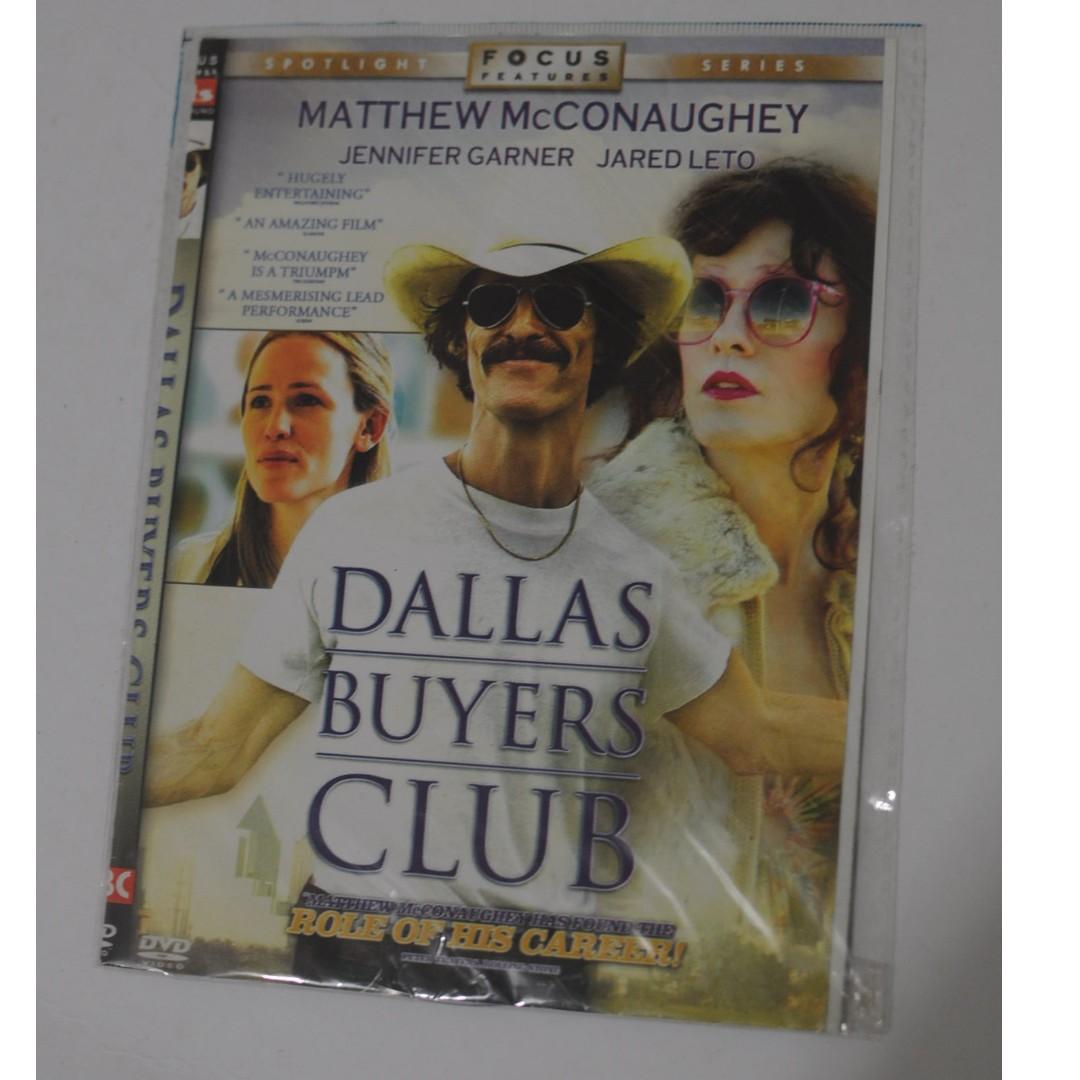 SPOTLIGHT
FOCUS
FEATURES
SERIES
MATTHEW McCONAUGHEY
JENNIFER GARNER JARED LETO
" HUGELY
ENTERTAINING"
" AN AMAZING FILM"
" McCONAUGHEY
IS A TRIUMPM"
" A MESMERISING LEAD
PERFORMANCE"
DALLAS
BUYERS
CLUB
"MATTHEW McCONAUGHEY HAS FOUND THE
ROLE OF HIS CAREER!
DVD
VIDEO
DALLAS BUYERS CLUB